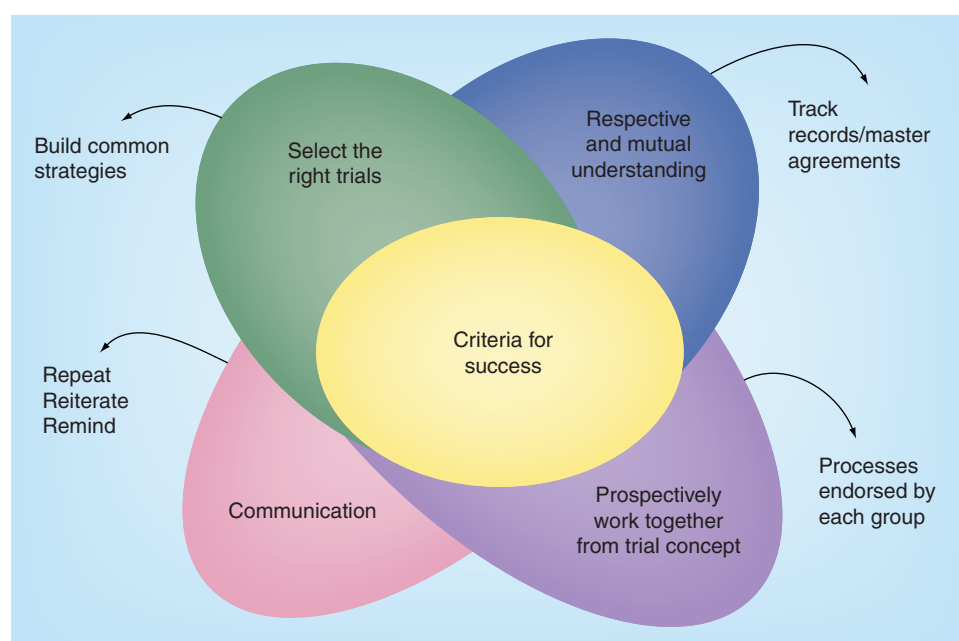 Build common
strategies
Select the
right trials
Respective
and mutual
understanding
Track
records/master
agreements
Criteria for
success
Repeat
Reiterate
Remind
Communication
Prospectively
work together
from trial concept
Processes
endorsed by
each group